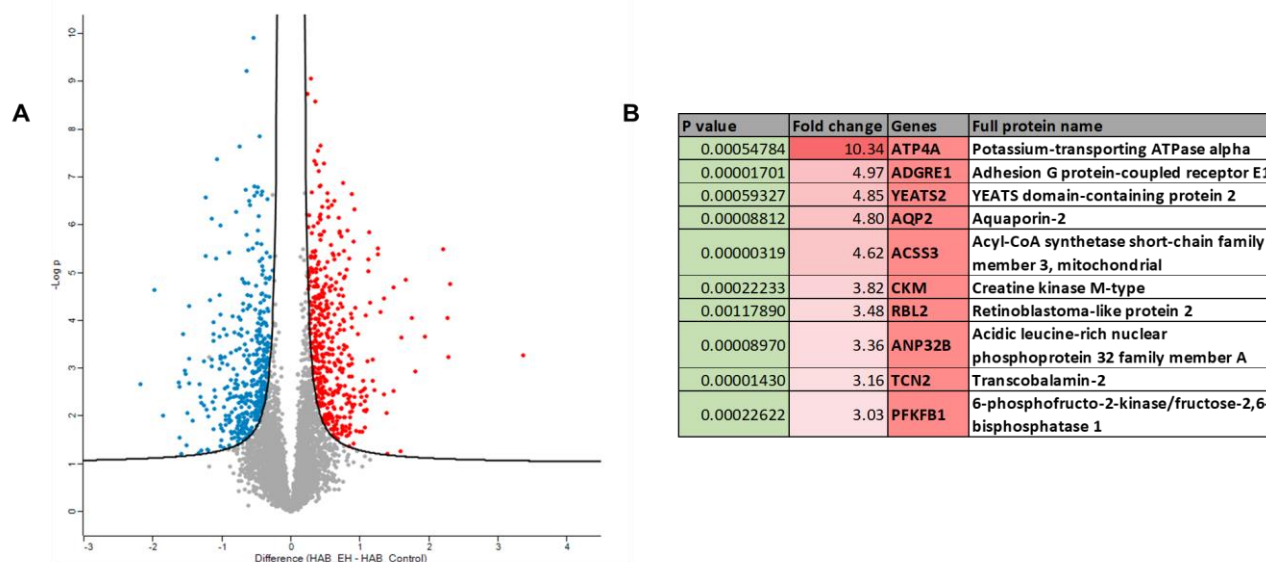 A
10
9
8
7
6
5
4
3
2
1
0
-Log p
-3 -2 -1 0 1 2 3 4
Difference (HAB_EH - HAB_Control)
B
P value Fold change Genes Full protein name
0.00054784 10.34 ATP4A Potassium-transporting ATPase alpha
0.00001701 4.97 ADGRE1 Adhesion G protein-coupled receptor E1
0.00059327 4.85 YEATS2 YEATS domain-containing protein 2
0.00008812 4.80 AQP2 Aquaporin-2
0.00000319 4.62 ACSS3 Acyl-CoA synthetase short-chain family
member 3, mitochondrial
0.00022233 3.82 CKM Creatine kinase M-type
0.00117890 3.48 RBL2 Retinoblastoma-like protein 2
0.00008970 3.36 ANP32B Acidic leucine-rich nuclear
phosphoprotein 32 family member A
0.00001430 3.16 TCN2 Transcobalamin-2
0.00022622 3.03 PFKFB1 6-phosphofructo-2-kinase/fructose-2,6-
bisphosphatase 1